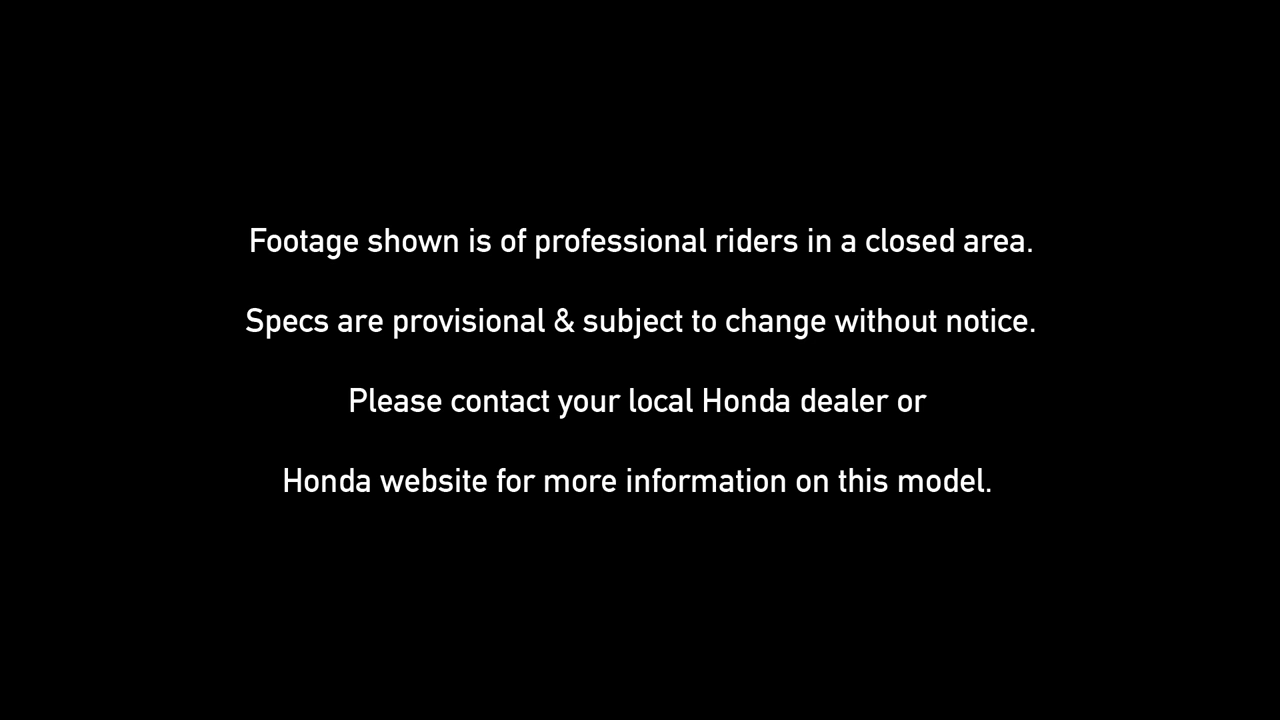 Footage shown is of professional riders in a closed area.
Specs are provisional & subject to change without notice.
Please contact your local Honda dealer or
Honda website for more information on this model.